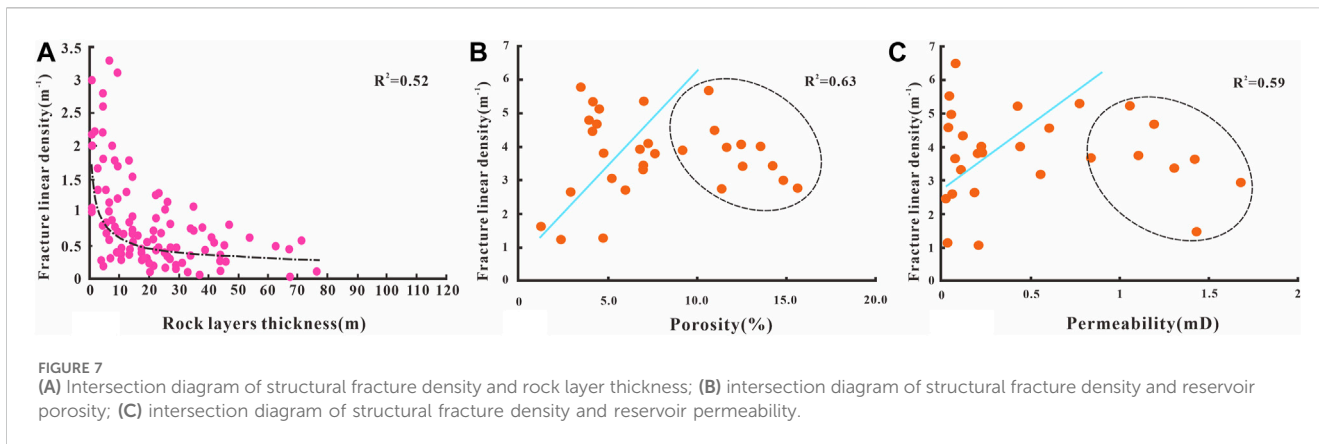 A
R²=0.52
Fracture linear density(m⁻¹)
3.5
3
2.5
2
1.5
1
0.5
0
0 10 20 30 40 50 60 70 80 90 100 110 120
Rock layers thickness(m)
B
R²=0.63
Fracture linear density(m⁻¹)
7
6
5
4
3
2
1
0
0 5.0 10.0 15.0 20.0
Porosity(%)
C
R²=0.59
Fracture linear density(m⁻¹)
7
6
5
4
3
2
1
0
0 0.5 1 1.5 2
Permeability(mD)
FIGURE 7
(A) Intersection diagram of structural fracture density and rock layer thickness; (B) intersection diagram of structural fracture density and reservoir
porosity; (C) intersection diagram of structural fracture density and reservoir permeability.